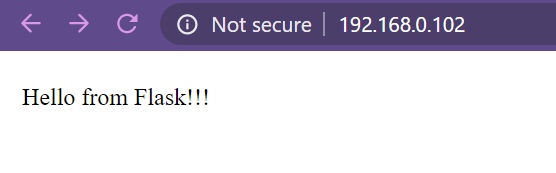 Not secure | 192.168.0.102
Hello from Flask!!!